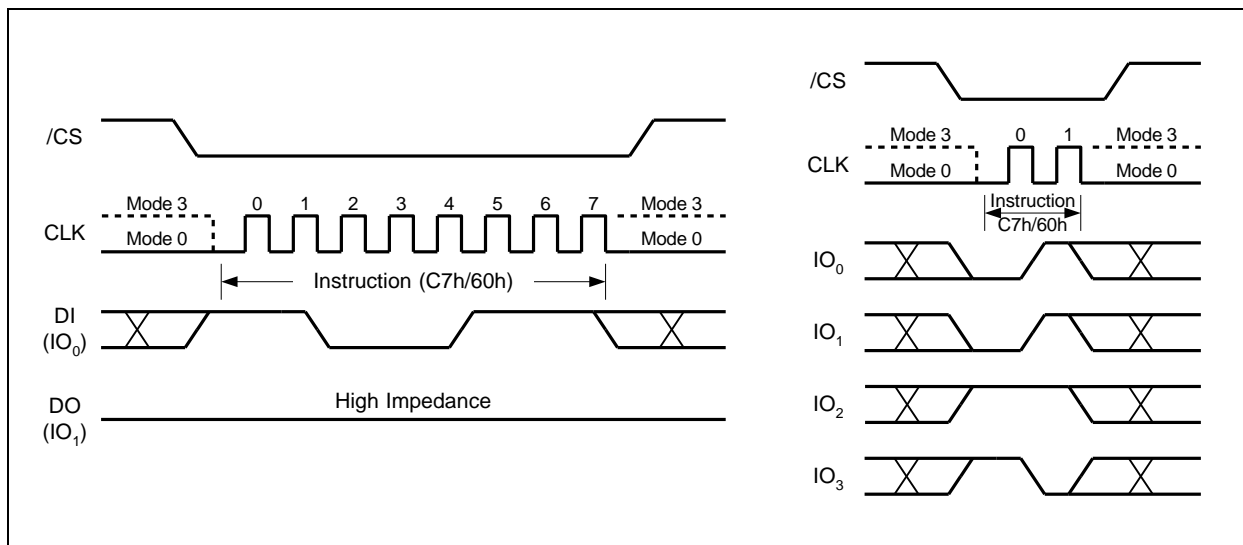 /CS
Mode 3
0 1 2 3 4 5 6 7
Mode 3
CLK
Mode 0
Mode 0
Instruction (C7h/60h)
DI
(IO0)
High Impedance
DO
(IO1)
/CS
Mode 3
0 1
Mode 3
CLK
Mode 0
Mode 0
Instruction
C7h/60h
IO0
IO1
IO2
IO3